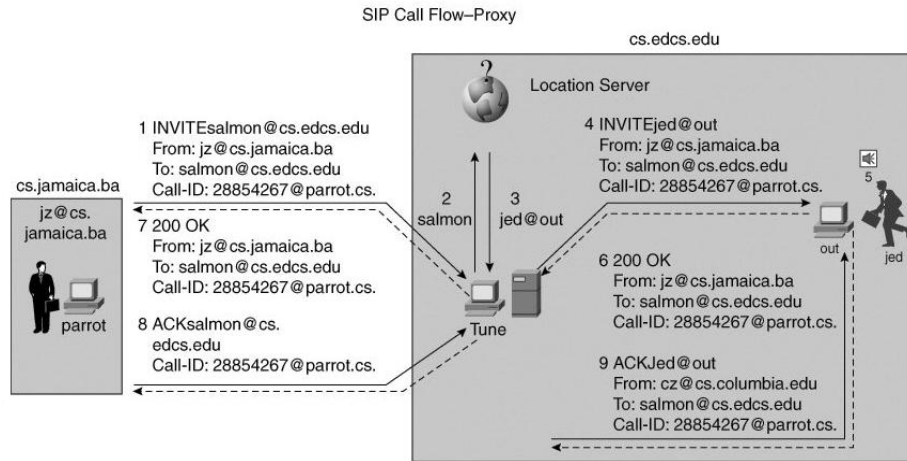 SIP Call Flow–Proxy
cs.edcs.edu
Location Server
1 INVITEsalmon@cs.edcs.edu
From: jz@cs.jamaica.ba
To: salmon@cs.edcs.edu
Call-ID: 28854267@parrot.cs.
cs.jamaica.ba
jz@cs.
jamaica.ba
parrot
7 200 OK
From: jz@cs.jamaica.ba
To: salmon@cs.edcs.edu
Call-ID: 28854267@parrot.cs.
8 ACKsalmon@cs.
edcs.edu
Call-ID: 28854267@parrot.cs.
?
2
salmon
3
jed@out
Tune
4 INVITEjed@out
From: jz@cs.jamaica.ba
To: salmon@cs.edcs.edu
Call-ID: 28854267@parrot.cs.
5
out
jed
6 200 OK
From: jz@cs.jamaica.ba
To: salmon@cs.edcs.edu
Call-ID: 28854267@parrot.cs.
9 ACKJed@out
From: cz@cs.columbia.edu
To: salmon@cs.edcs.edu
Call-ID: 28854267@parrot.cs.